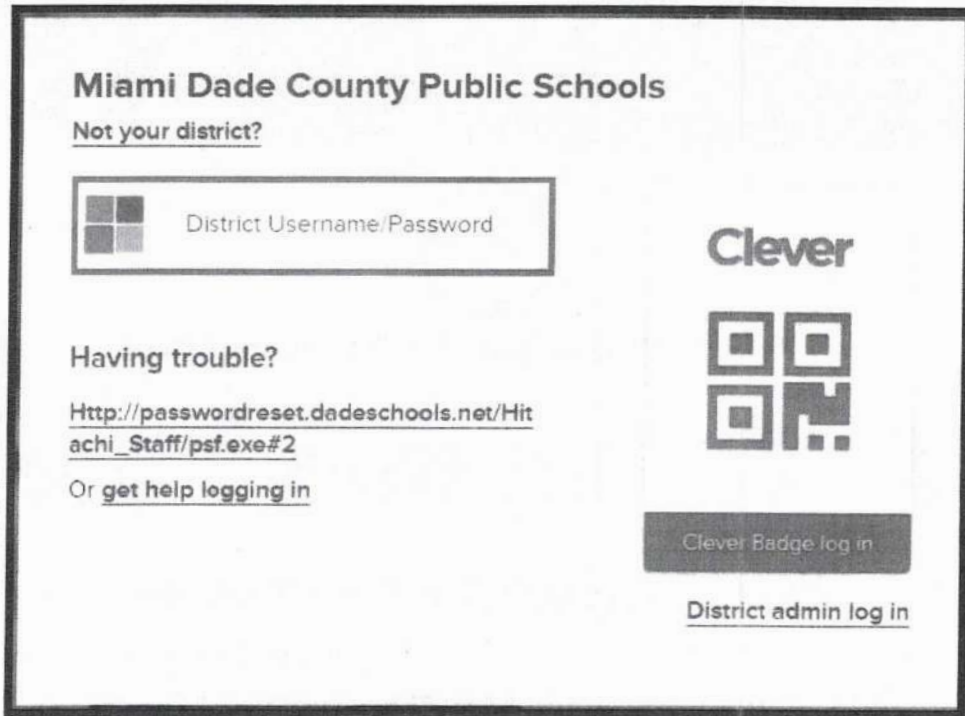 Miami Dade County Public Schools
Not your district?
District Username/Password
Having trouble?
Http://passwordreset.dadeschools.net/Hit
achi_Staff/psf.exe#2
Or get help logging in
Clever
Clever Badge log in
District admin log in